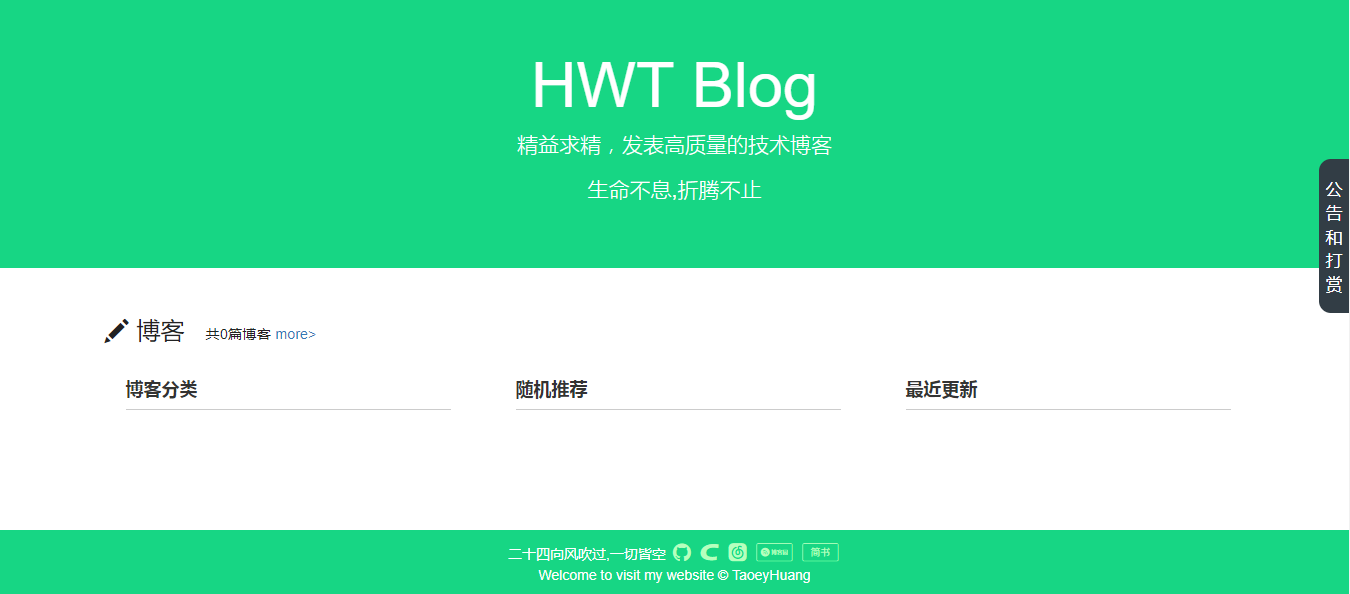 HWT Blog
精益求精，发表高质量的技术博客
生命不息,折腾不止
公告和打赏
博客 共0篇博客 more>
博客分类 随机推荐 最近更新
二十四向风吹过,一切皆空 博客园 简书
Welcome to visit my website © TaoeyHuang